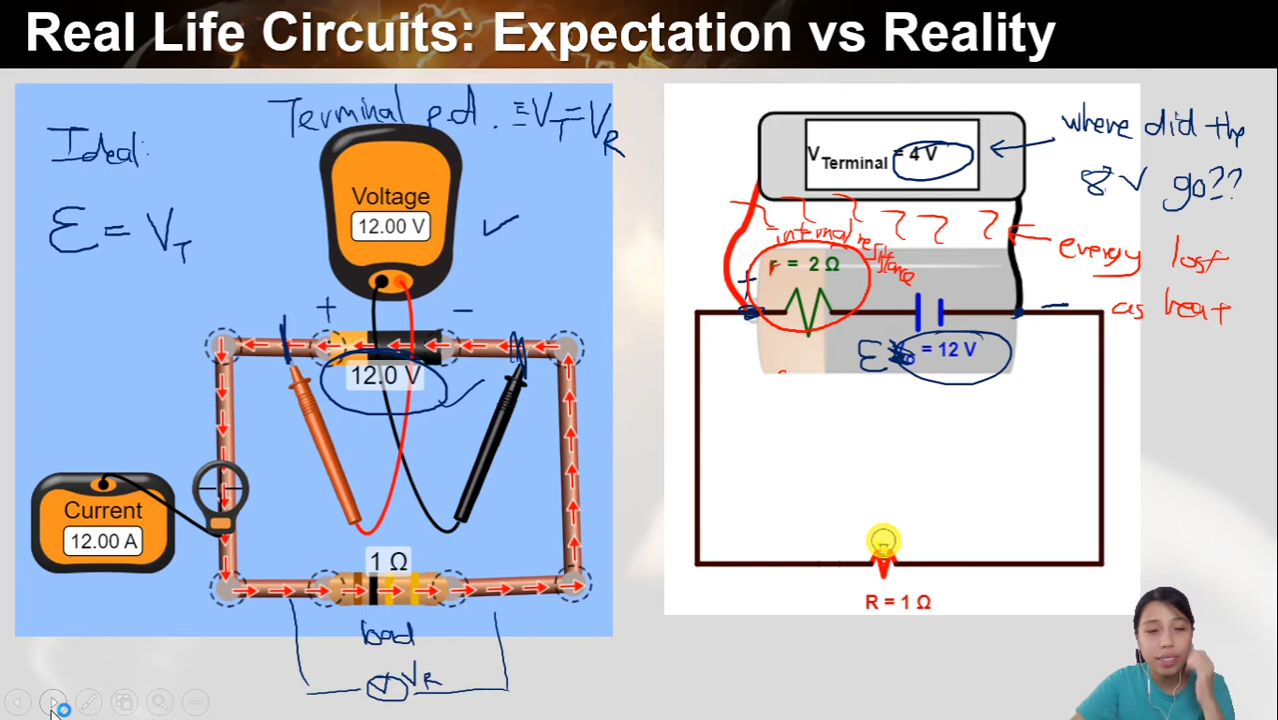 Real Life Circuits: Expectation vs Reality
Ideal:
Terminal p.d. ≡ V_T = V_R
ε = V_T
Voltage
12.00 V
+
−
12.0 V
Current
12.00 A
1 Ω
load
V V_R
V_Terminal = 4 V
where did the
8 V go??
internal resistance
energy lost
as heat
r = 2 Ω
+
−
ε = 12 V
R = 1 Ω